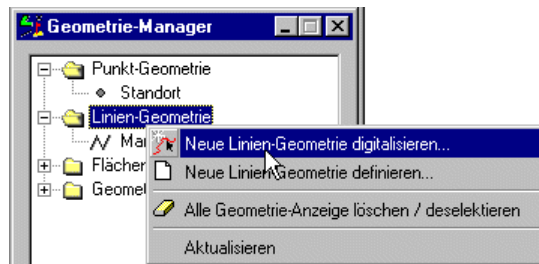 Geometrie-Manager
Punkt-Geometrie
Standort
Linien-Geometrie
Neue Linien-Geometrie digitalisieren...
Neue Linien-Geometrie definieren...
Alle Geometrie-Anzeige löschen / deselektieren
Aktualisieren